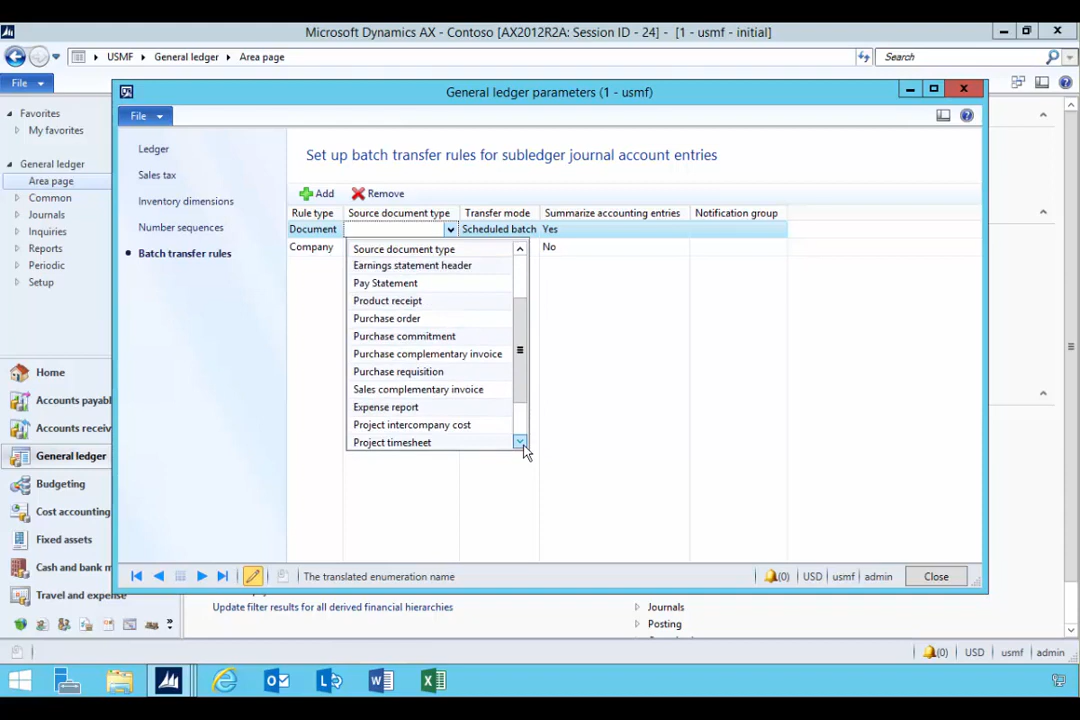 Microsoft Dynamics AX - Contoso [AX2012R2A: Session ID - 24] - [1 - usmf - initial]
USMF
General ledger
Area page
Search
File
Favorites
My favorites
General ledger
Area page
Common
Journals
Inquiries
Reports
Periodic
Setup
Home
Accounts payab
Accounts receiv
General ledger
Budgeting
Cost accounting
Fixed assets
Cash and bank m
Travel and expense
General ledger parameters (1 - usmf)
File
Ledger
Sales tax
Inventory dimensions
Number sequences
Batch transfer rules
Set up batch transfer rules for subledger journal account entries
Add Remove
Rule type Source document type Transfer mode Summarize accounting entries Notification group
Document Scheduled batch Yes
Company No
Source document type
Earnings statement header
Pay Statement
Product receipt
Purchase order
Purchase commitment
Purchase complementary invoice
Purchase requisition
Sales complementary invoice
Expense report
Project intercompany cost
Project timesheet
The translated enumeration name
(0) USD usmf admin Close
Update filter results for all derived financial hierarchies
Journals
Posting
(0) USD usmf admin